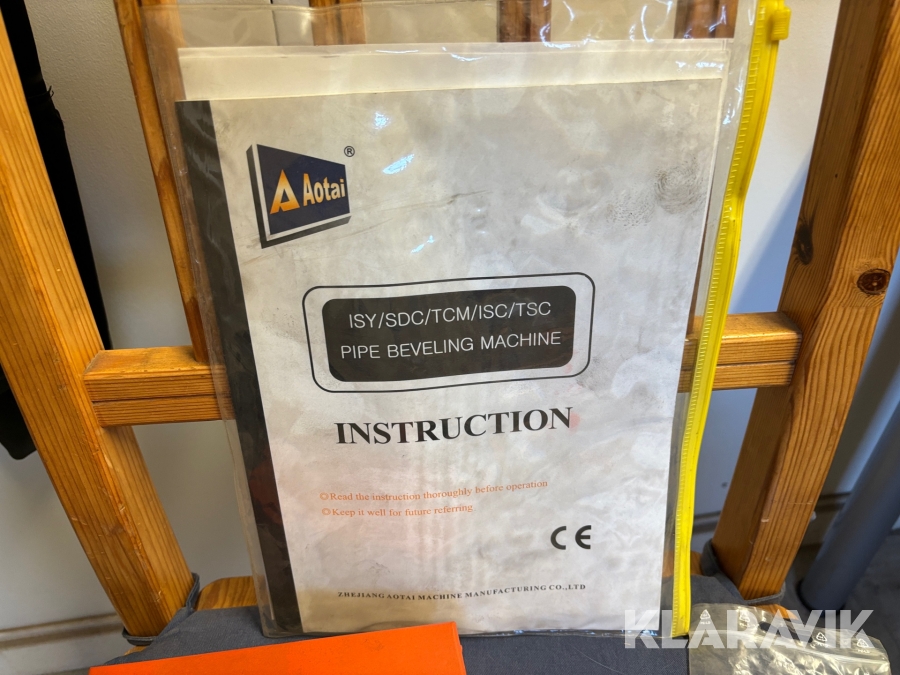 Aotai ®
ISY/SDC/TCM/ISC/TSC
PIPE BEVELING MACHINE
INSTRUCTION
◎Read the instruction thoroughly before operation
◎Keep it well for future referring
CE
ZHEJIANG AOTAI MACHINE MANUFACTURING CO.,LTD
KLARAVIK